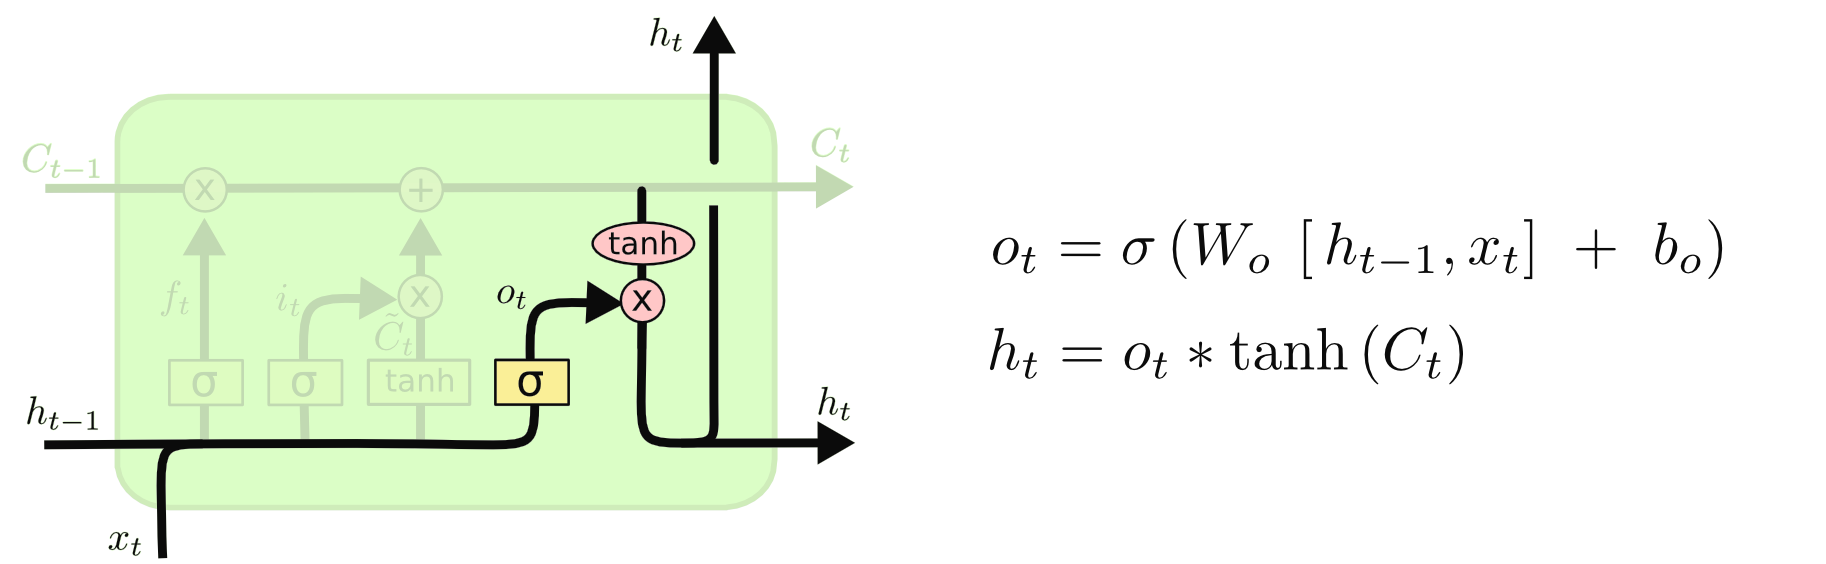 h_t
C_{t-1}
C_t
x
+
tanh
f_t
i_t
x
o_t
x
C̃_t
σ
σ
tanh
σ
h_{t-1}
h_t
x_t
o_t = σ (W_o [h_{t-1}, x_t] + b_o)
h_t = o_t * tanh (C_t)